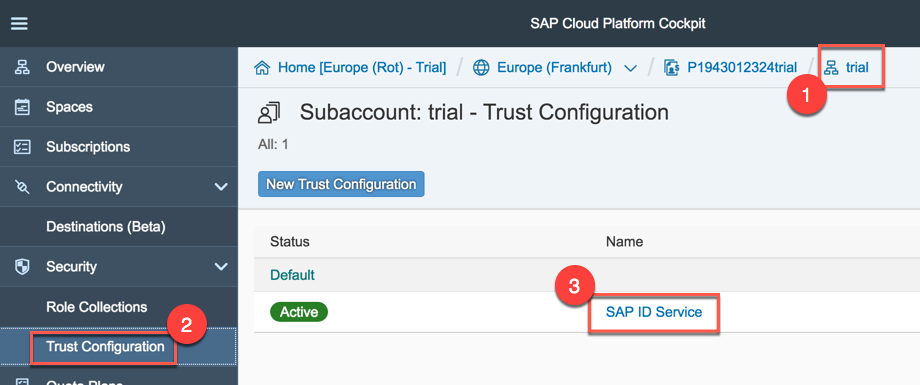 SAP Cloud Platform Cockpit
Overview
Spaces
Subscriptions
Connectivity
Destinations (Beta)
Security
Role Collections
Trust Configuration
2
Home [Europe (Rot) - Trial] / Europe (Frankfurt) / P1943012324trial / trial
1
Subaccount: trial - Trust Configuration
All: 1
New Trust Configuration
Status Name
Default
3
Active SAP ID Service